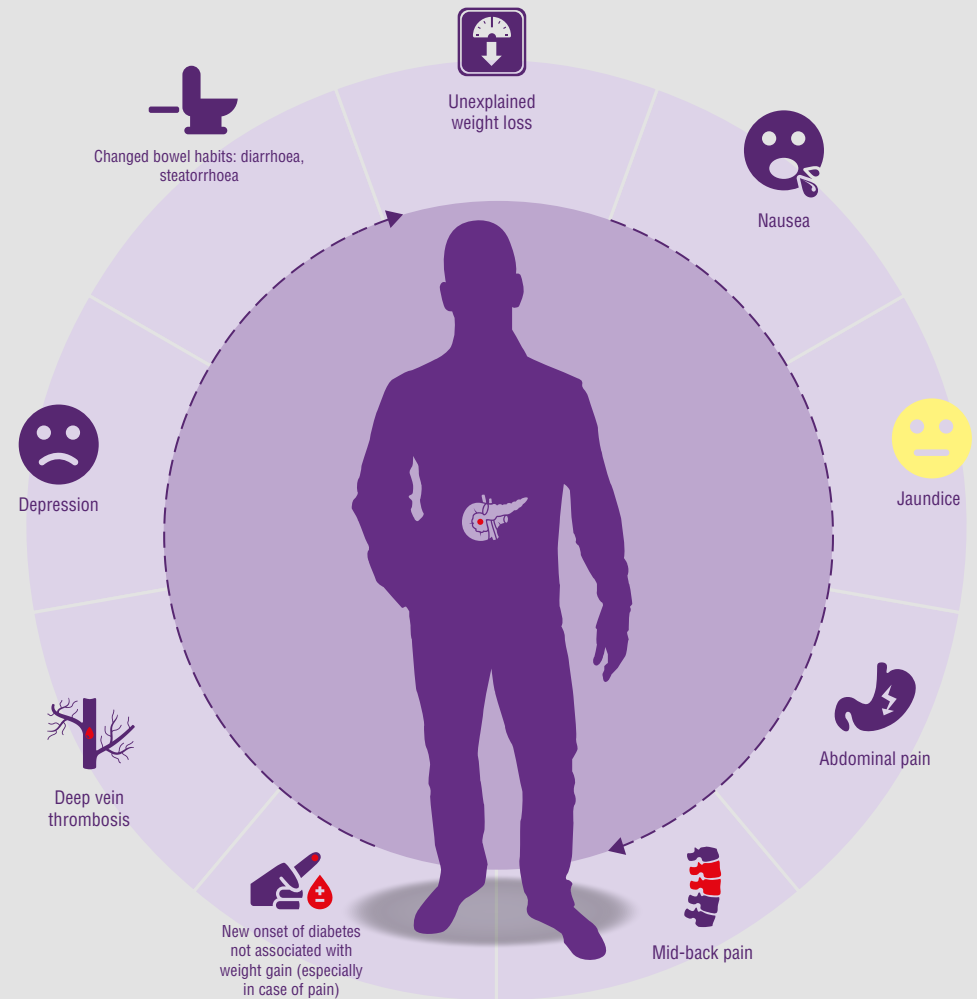 Unexplained
weight loss
Changed bowel habits: diarrhoea,
steatorrhoea
Nausea
Depression
Jaundice
Abdominal pain
Deep vein
thrombosis
New onset of diabetes
not associated with
weight gain (especially
in case of pain)
Mid-back pain